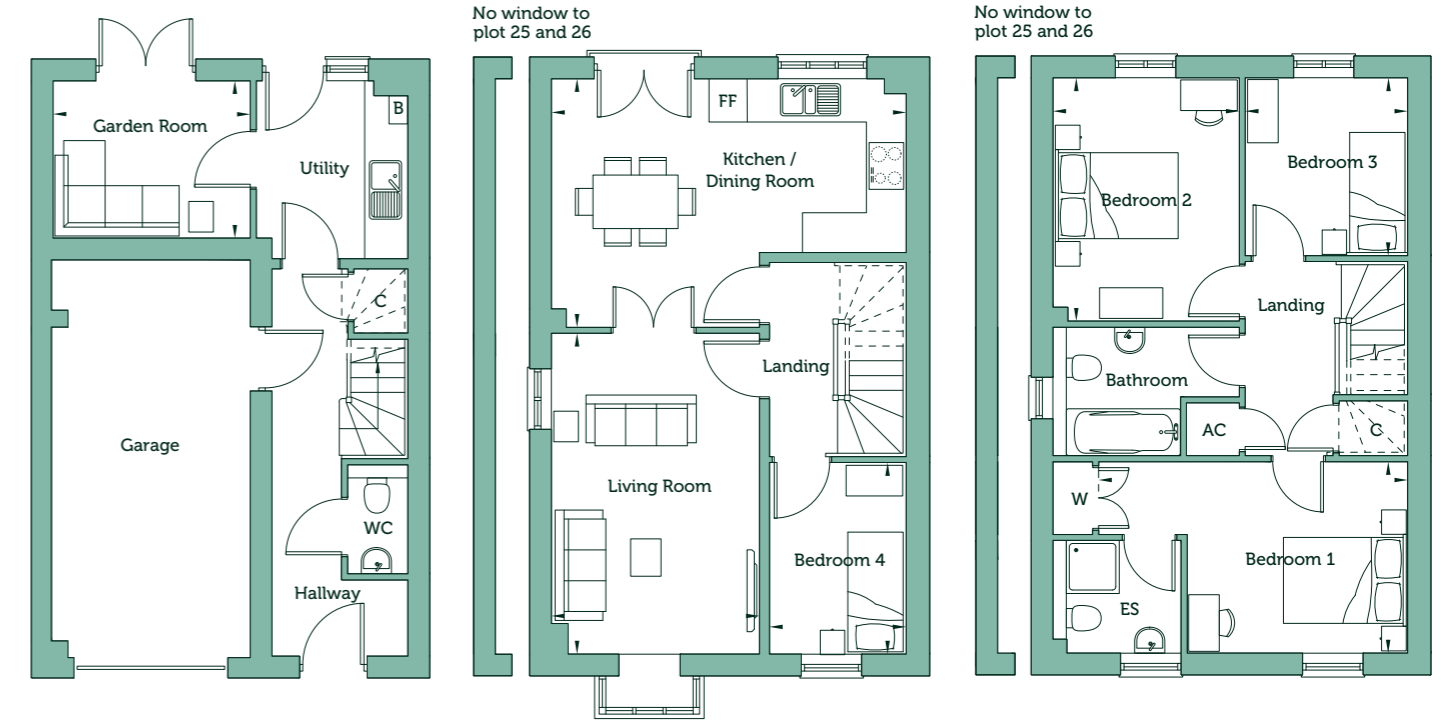 Garden Room
B
Utility
C
Garage
WC
Hallway
No window to
plot 25 and 26
FF
Kitchen /
Dining Room
Landing
Living Room
Bedroom 4
No window to
plot 25 and 26
Bedroom 3
Bedroom 2
Landing
Bathroom
AC
C
W
Bedroom 1
ES